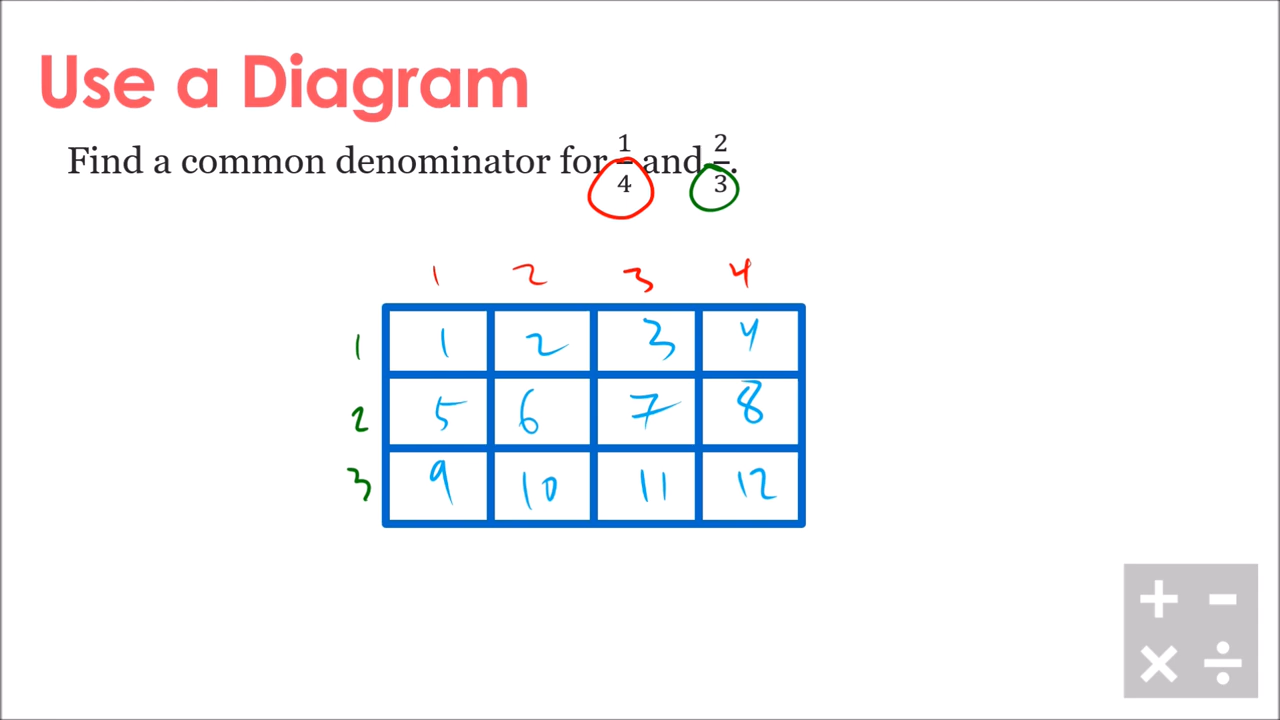 Use a Diagram
Find a common denominator for 1/4 and 2/3.
1 2 3 4
1 1 2 3 4
2 5 6 7 8
3 9 10 11 12
+ -
× ÷